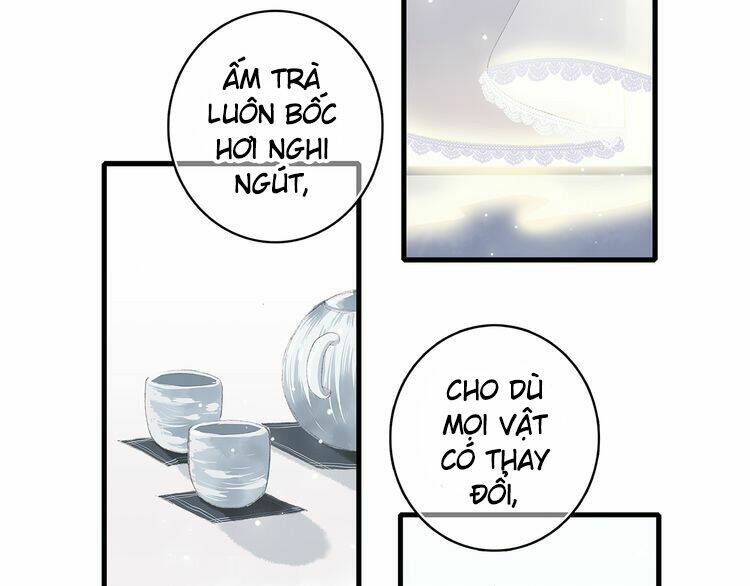 ẤM TRÀ
LUÔN BỐC
HƠI NGHI
NGÚT,
CHO DÙ
MỌI VẬT
CÓ THAY
ĐỔI,